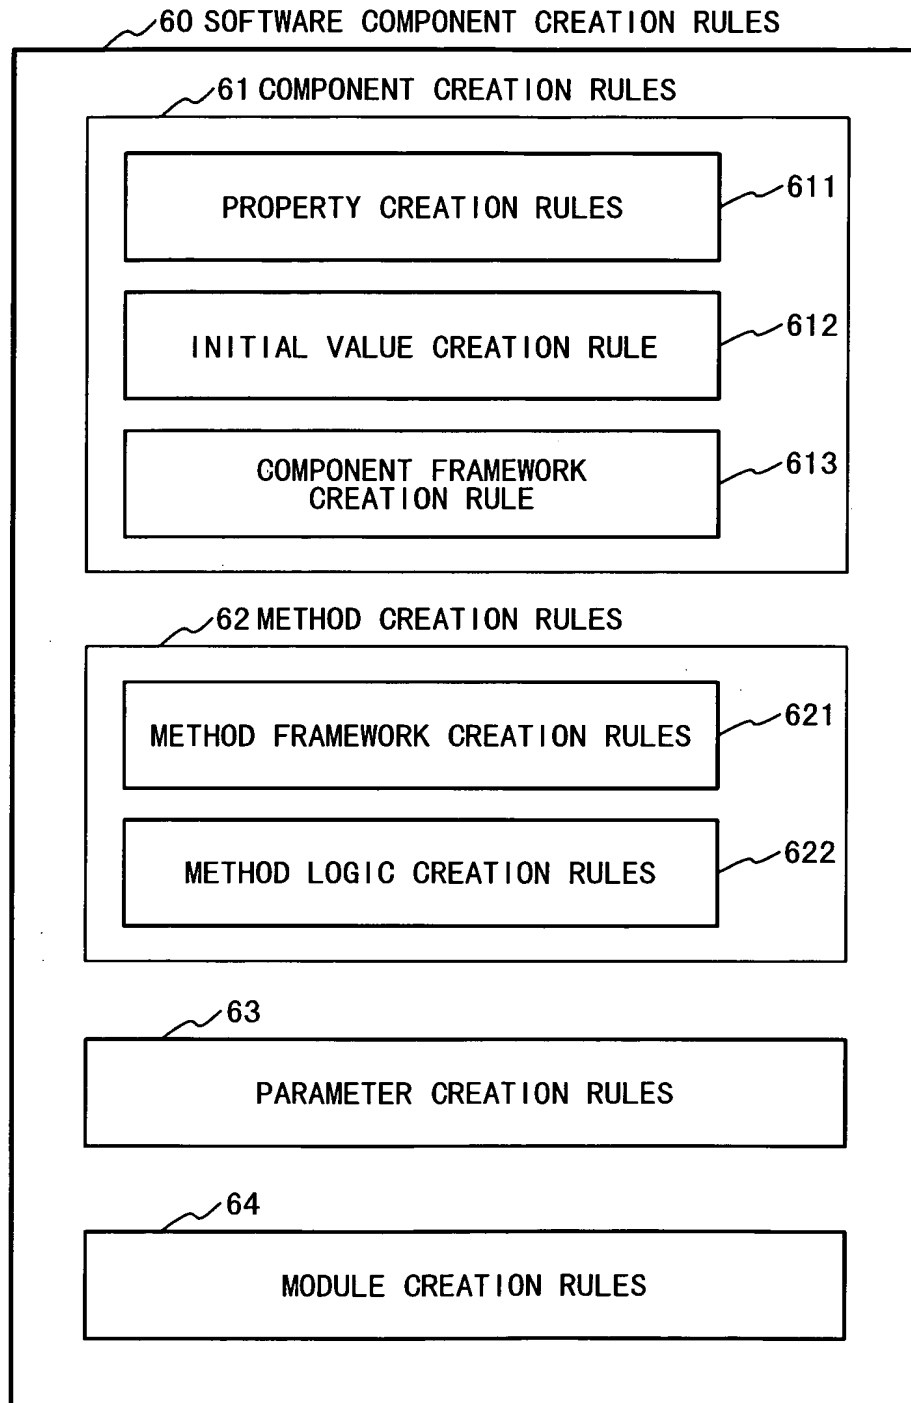 60 SOFTWARE COMPONENT CREATION RULES
61 COMPONENT CREATION RULES
PROPERTY CREATION RULES
611
INITIAL VALUE CREATION RULE
612
COMPONENT FRAMEWORK
CREATION RULE
613
62 METHOD CREATION RULES
METHOD FRAMEWORK CREATION RULES
621
METHOD LOGIC CREATION RULES
622
63
PARAMETER CREATION RULES
64
MODULE CREATION RULES